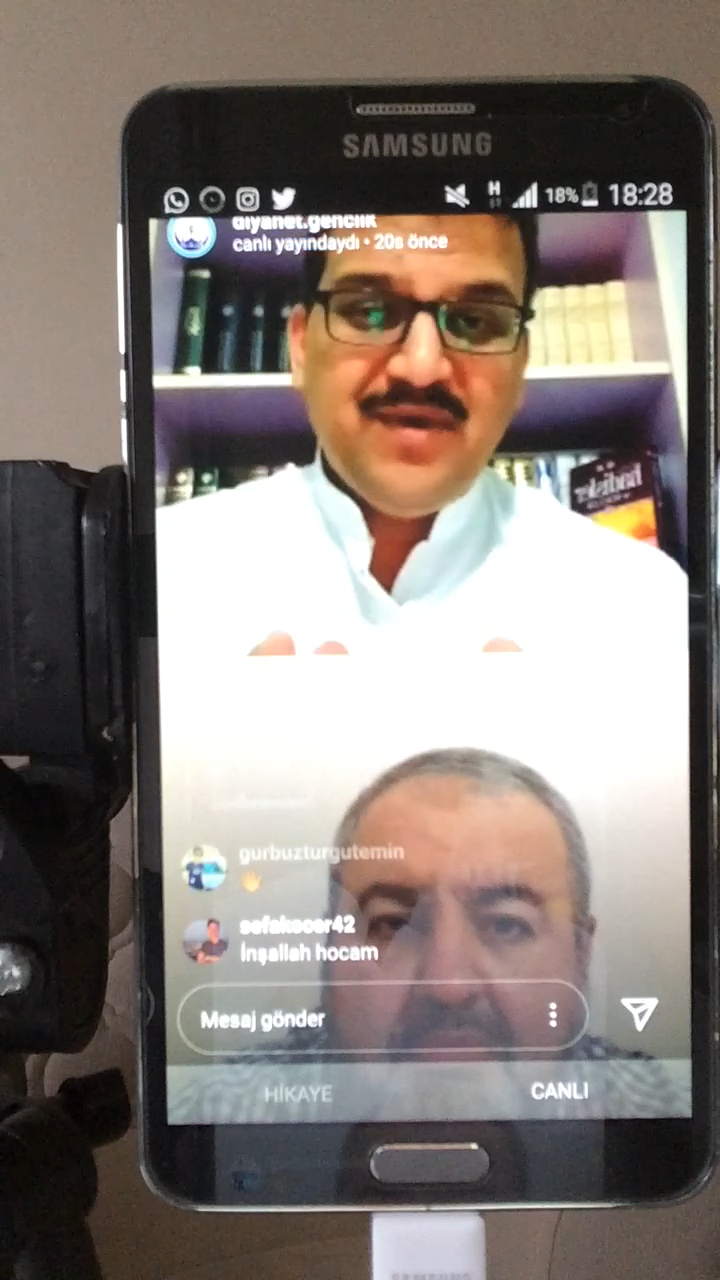 SAMSUNG
H
18% 18:28
diyanet.genclik
canlı yayındaydı • 20s önce
gurbuzturgutemin
sefakocer42
İnşallah hocam
Mesaj gönder
HİKAYE
CANLI
SAMSUNG